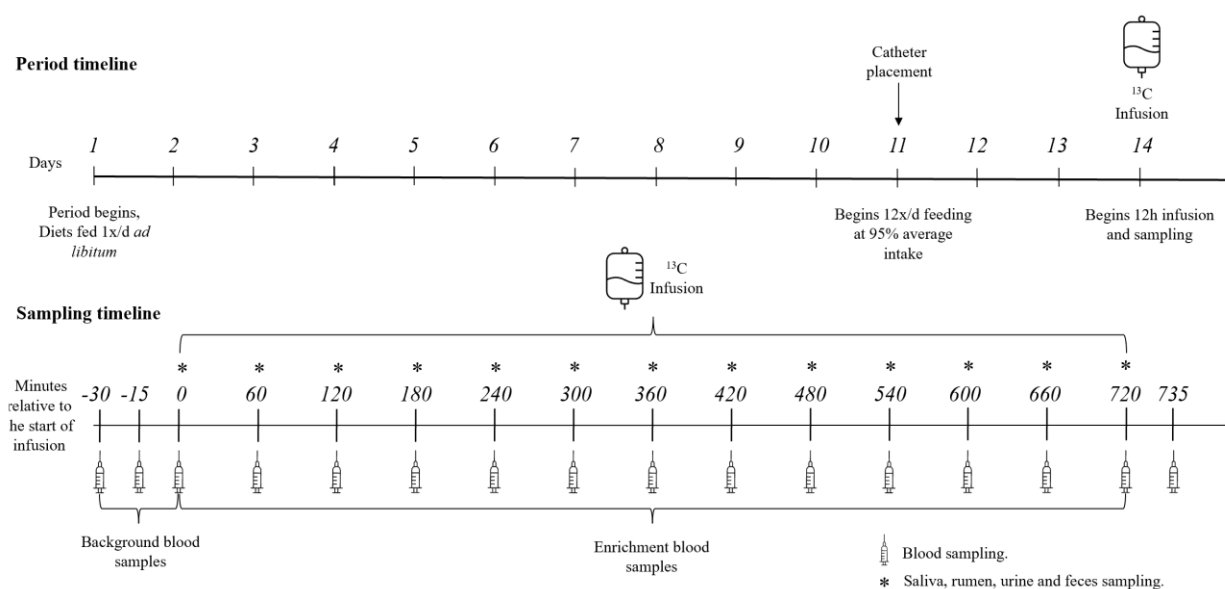 Period timeline
Catheter
placement
¹³C
Infusion
Days
1 2 3 4 5 6 7 8 9 10 11 12 13 14
Period begins,
Diets fed 1x/d ad
libitum
Begins 12x/d feeding
at 95% average
intake
Begins 12h infusion
and sampling
¹³C
Infusion
Sampling timeline
* * * * * * * * * * * * *
Minutes
relative to
he start of
infusion
-30 -15 0 60 120 180 240 300 360 420 480 540 600 660 720 735
Background blood
samples
Enrichment blood
samples
Blood sampling.
* Saliva, rumen, urine and feces sampling.